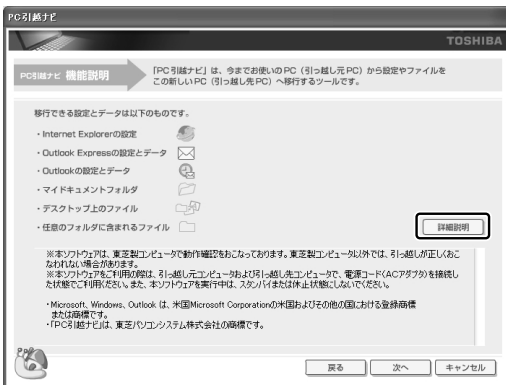 PC引越ナビ
TOSHIBA
PC引越ナビ 機能説明
「PC引越ナビ」は、今までお使いのPC（引っ越し元PC）から設定やファイルを
この新しいPC（引っ越し先PC）へ移行するツールです。
移行できる設定とデータは以下のものです。
・Internet Explorerの設定
・Outlook Expressの設定とデータ
・Outlookの設定とデータ
・マイドキュメントフォルダ
・デスクトップ上のファイル
・任意のフォルダに含まれるファイル
詳細説明
※本ソフトウェアは、東芝製コンピュータで動作確認をおこなっております。東芝製コンピュータ以外では、引っ越しが正しくおこ
なわれない場合があります。
※本ソフトウェアをご利用の際は、引っ越し元コンピュータおよび引っ越し先コンピュータで、電源コード(ACアダプタ)を接続し
た状態でご利用ください。また、本ソフトウェアを実行中は、スタンバイまたは休止状態にしないでください。
・Microsoft、Windows、Outlook は、米国Microsoft Corporationの米国およびその他の国における登録商標
または商標です。
・「PC引越ナビ」は、東芝パソコンシステム株式会社の商標です。
戻る
次へ
キャンセル